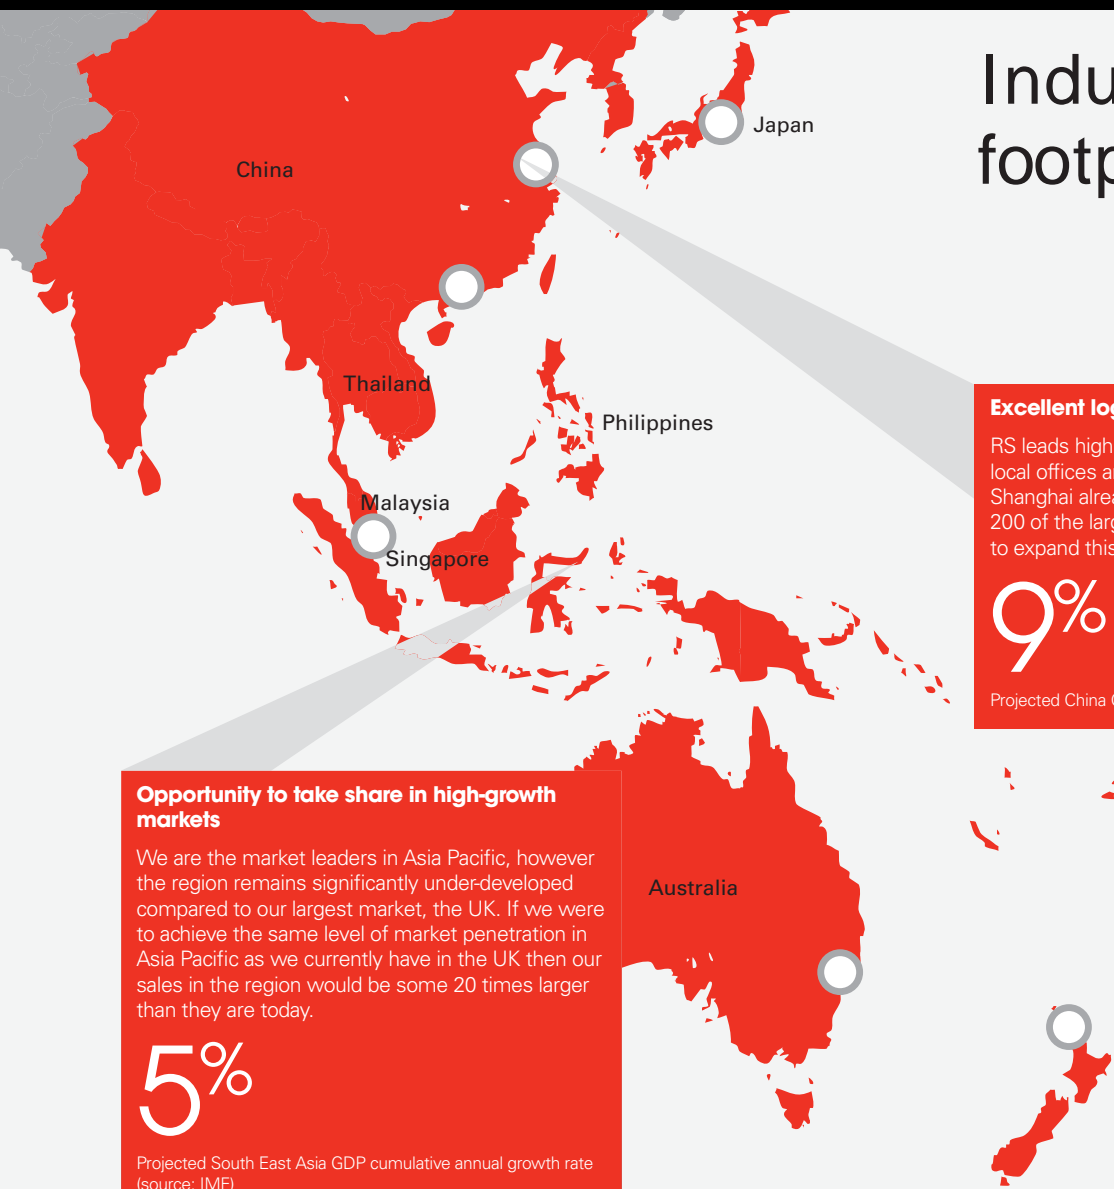 Indu
footp
Japan
China
Thailand
Philippines
Malaysia
Singapore
Excellent log
RS leads high
local offices a
Shanghai alrea
200 of the larg
to expand this
9%
Projected China
Opportunity to take share in high-growth
markets
We are the market leaders in Asia Pacific, however
the region remains significantly under-developed
compared to our largest market, the UK. If we were
to achieve the same level of market penetration in
Asia Pacific as we currently have in the UK then our
sales in the region would be some 20 times larger
than they are today.
5%
Projected South East Asia GDP cumulative annual growth rate
(source: IMF)
Australia